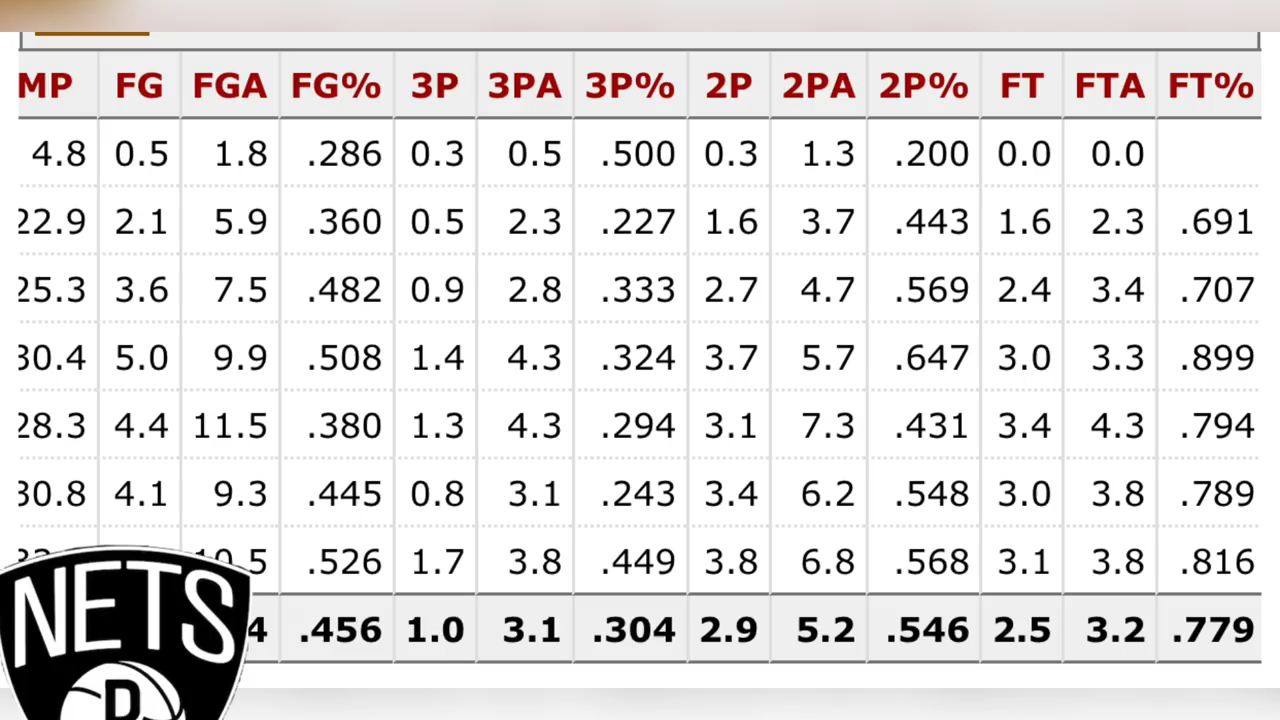 MP FG FGA FG% 3P 3PA 3P% 2P 2PA 2P% FT FTA FT%
4.8 0.5 1.8 .286 0.3 0.5 .500 0.3 1.3 .200 0.0 0.0
22.9 2.1 5.9 .360 0.5 2.3 .227 1.6 3.7 .443 1.6 2.3 .691
25.3 3.6 7.5 .482 0.9 2.8 .333 2.7 4.7 .569 2.4 3.4 .707
30.4 5.0 9.9 .508 1.4 4.3 .324 3.7 5.7 .647 3.0 3.3 .899
28.3 4.4 11.5 .380 1.3 4.3 .294 3.1 7.3 .431 3.4 4.3 .794
30.8 4.1 9.3 .445 0.8 3.1 .243 3.4 6.2 .548 3.0 3.8 .789
10.5 .526 1.7 3.8 .449 3.8 6.8 .568 3.1 3.8 .816
4 .456 1.0 3.1 .304 2.9 5.2 .546 2.5 3.2 .779
NETS
B